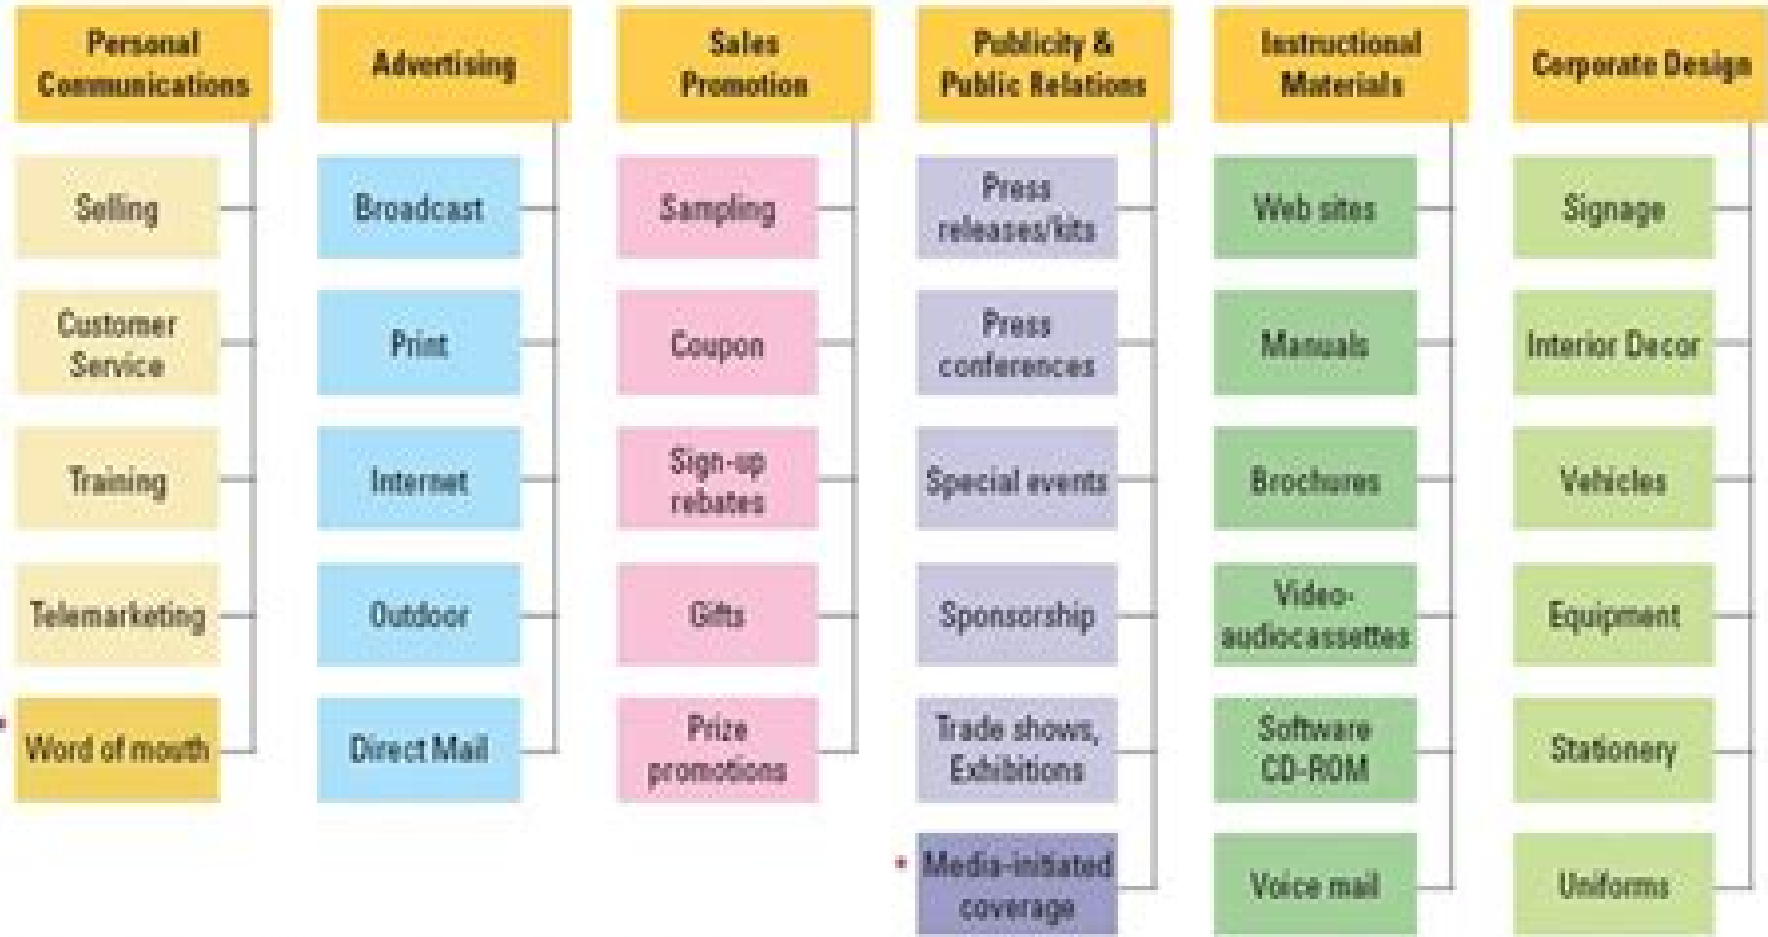 Personal
Communications
Selling
Customer
Service
Training
Telemarketing
* Word of mouth
Advertising
Broadcast
Print
Internet
Outdoor
Direct Mail
Sales
Promotion
Sampling
Coupon
Sign-up
rebates
Gifts
Prize
promotions
Publicity &
Public Relations
Press
releases/kits
Press
conferences
Special events
Sponsorship
Trade shows,
Exhibitions
* Media-initiated
coverage
Instructional
Materials
Web sites
Manuals
Brochures
Video-
audiocassettes
Software
CD-ROM
Voice mail
Corporate Design
Signage
Interior Decor
Vehicles
Equipment
Stationery
Uniforms